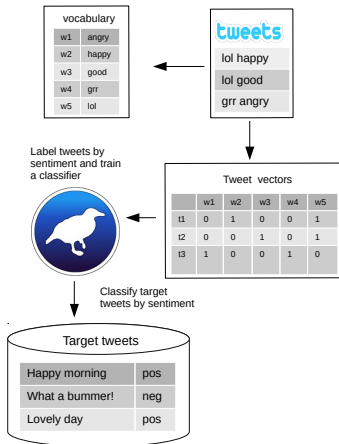 vocabulary
w1 angry
w2 happy
w3 good
w4 grr
w5 lol
tweets
lol happy
lol good
grr angry
Label tweets by
sentiment and train
a classifier
Tweet vectors
w1 w2 w3 w4 w5
t1 0 1 0 0 1
t2 0 0 1 0 1
t3 1 0 0 1 0
Classify target
tweets by sentiment
Target tweets
Happy morning pos
What a bummer! neg
Lovely day pos